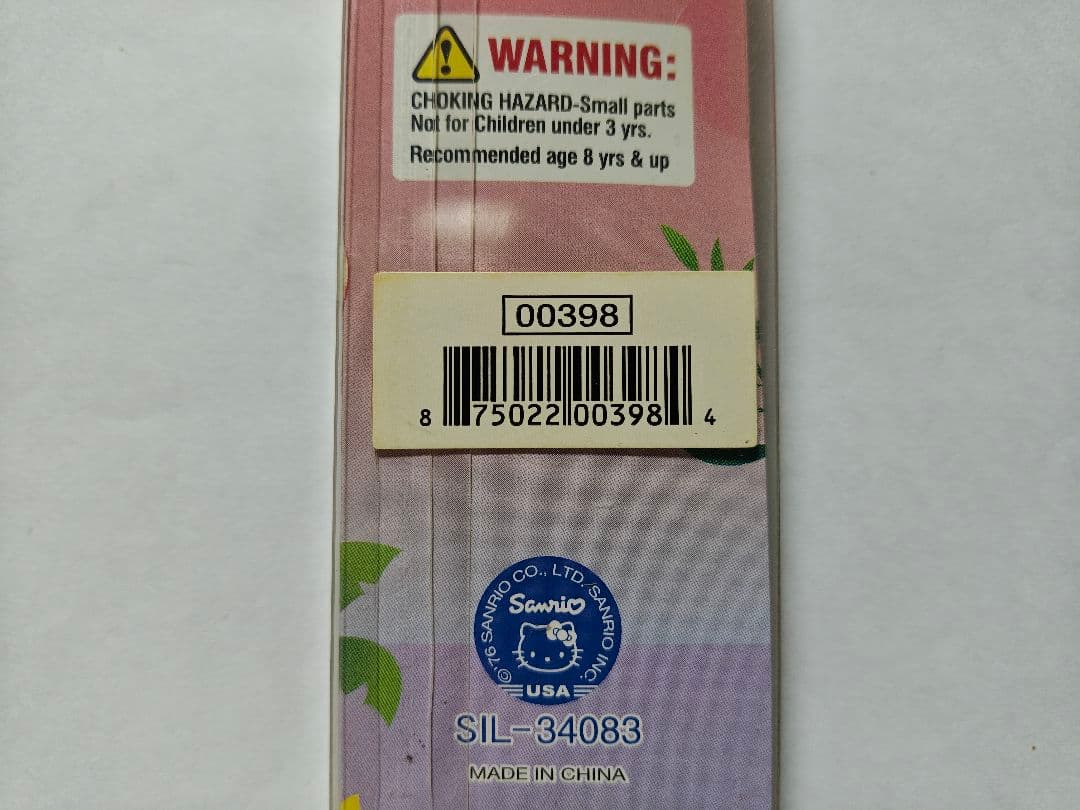 WARNING:
CHOKING HAZARD-Small parts
Not for Children under 3 yrs.
Recommended age 8 yrs & up
00398
8 75022 00398 4
©'76 SANRIO CO., LTD./SANRIO INC.
Sanrio
USA
SIL-34083
MADE IN CHINA